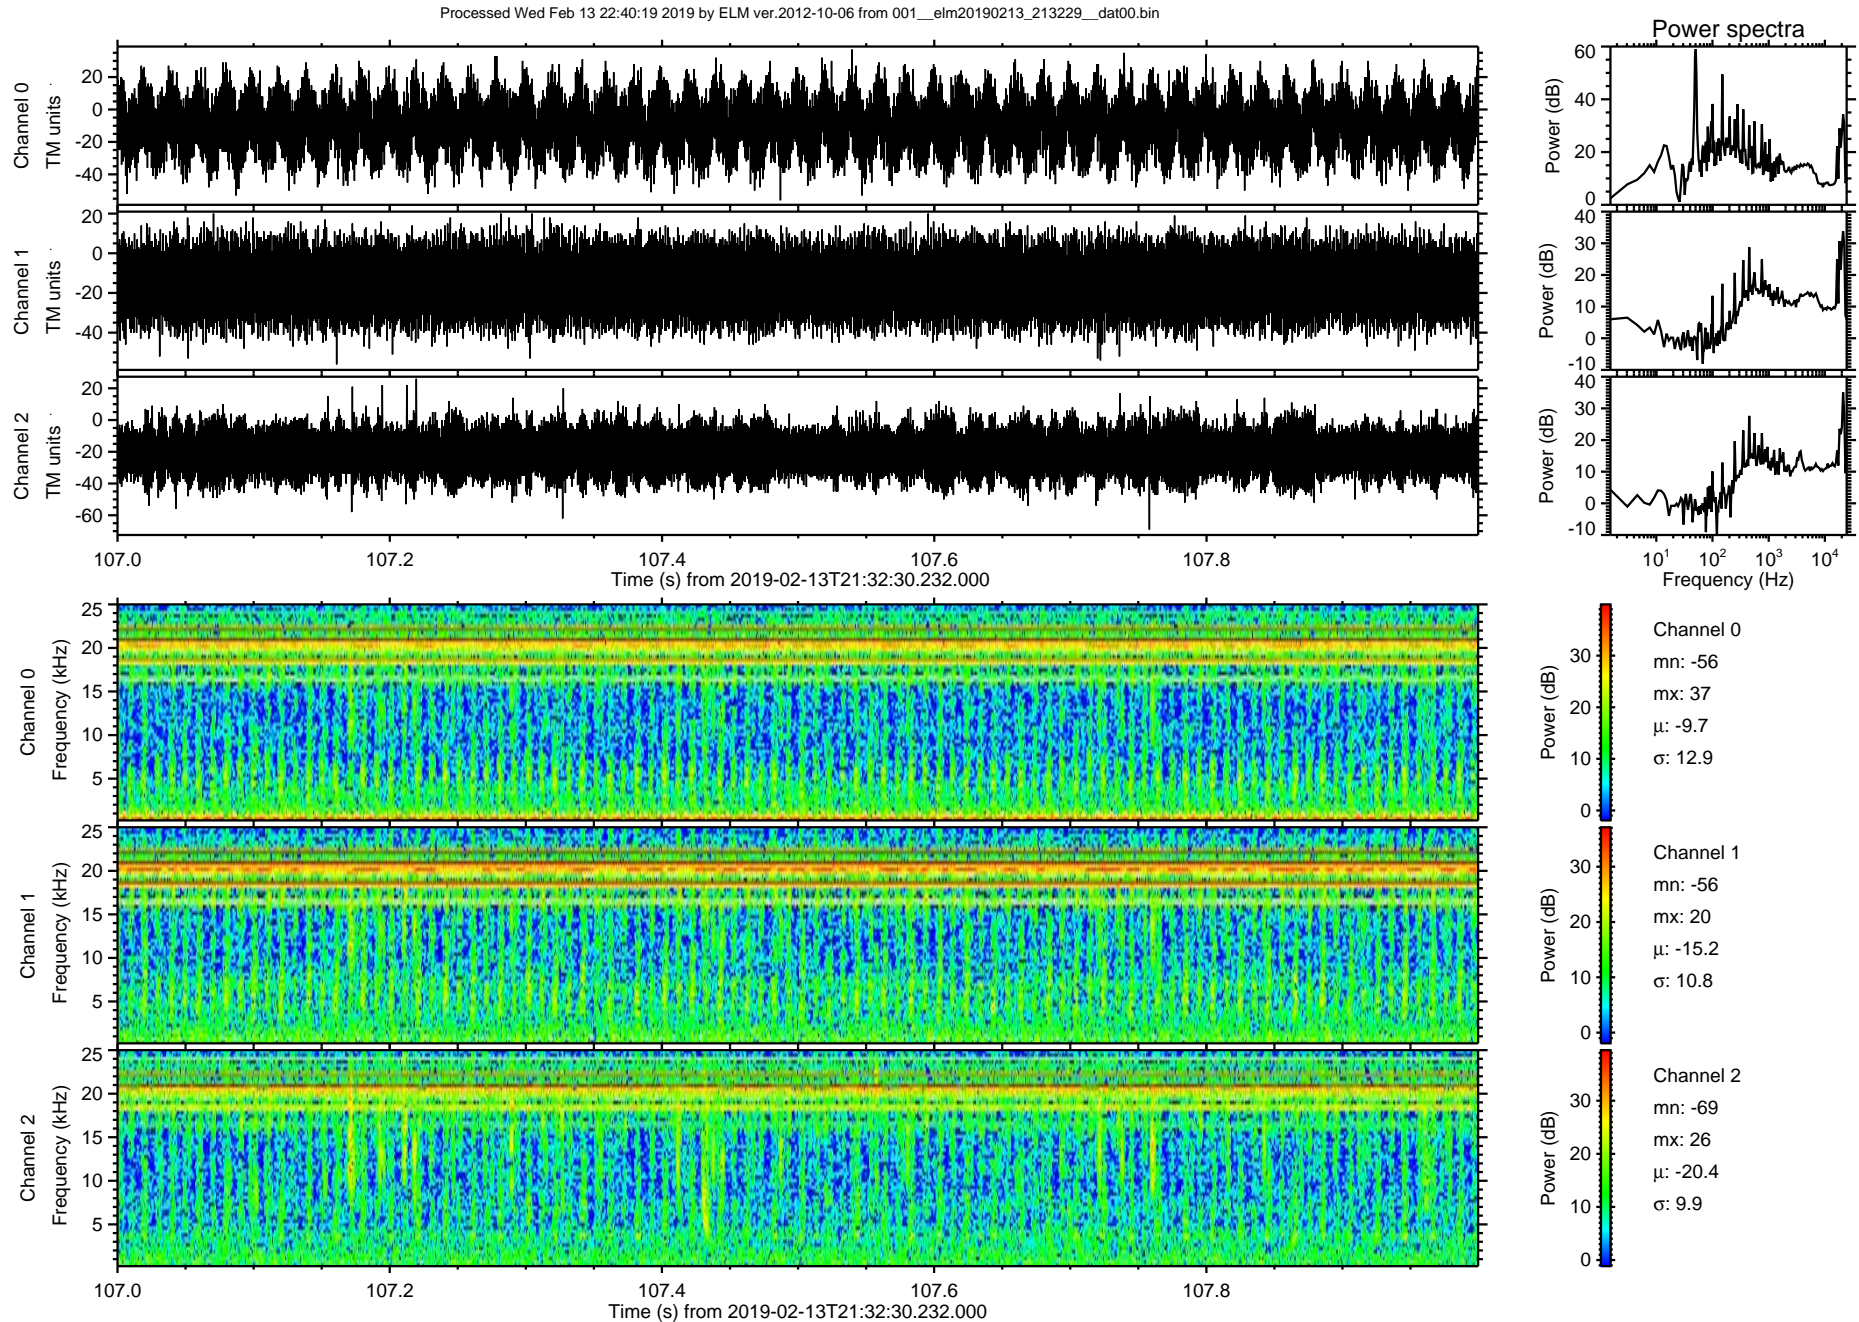 Processed Wed Feb 13 22:40:19 2019 by ELM ver.2012-10-06 from 001__elm20190213_213229__dat00.bin
Power spectra
Channel 0
TM units
20
0
-20
-40
Power (dB)
60
40
20
0
Channel 1
TM units
20
0
-20
-40
Power (dB)
40
30
20
10
0
-10
Channel 2
TM units
20
0
-20
-40
-60
Power (dB)
40
30
20
10
0
-10
107.0 107.2 107.4 107.6 107.8
Time (s) from 2019-02-13T21:32:30.232.000
10¹ 10² 10³ 10⁴
Frequency (Hz)
Channel 0
Frequency (kHz)
25
20
15
10
5
Power (dB)
30
20
10
0
Channel 0
mn: -56
mx: 37
μ: -9.7
σ: 12.9
Channel 1
Frequency (kHz)
25
20
15
10
5
Power (dB)
30
20
10
0
Channel 1
mn: -56
mx: 20
μ: -15.2
σ: 10.8
Channel 2
Frequency (kHz)
25
20
15
10
5
Power (dB)
30
20
10
0
Channel 2
mn: -69
mx: 26
μ: -20.4
σ: 9.9
107.0 107.2 107.4 107.6 107.8
Time (s) from 2019-02-13T21:32:30.232.000